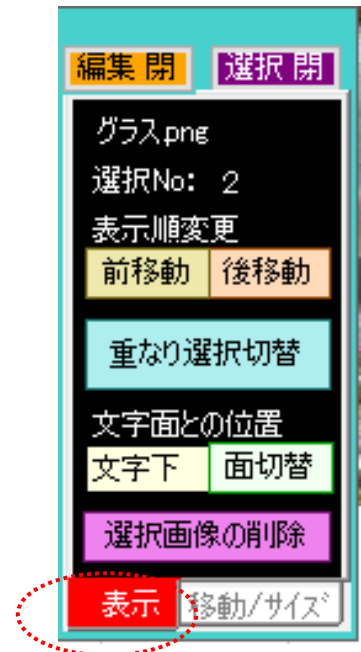 編集 閉 選択 閉
グラス.png
選択No: 2
表示順変更
前移動 後移動
重なり選択切替
文字面との位置
文字下 面切替
選択画像の削除
表示 移動/サイズ